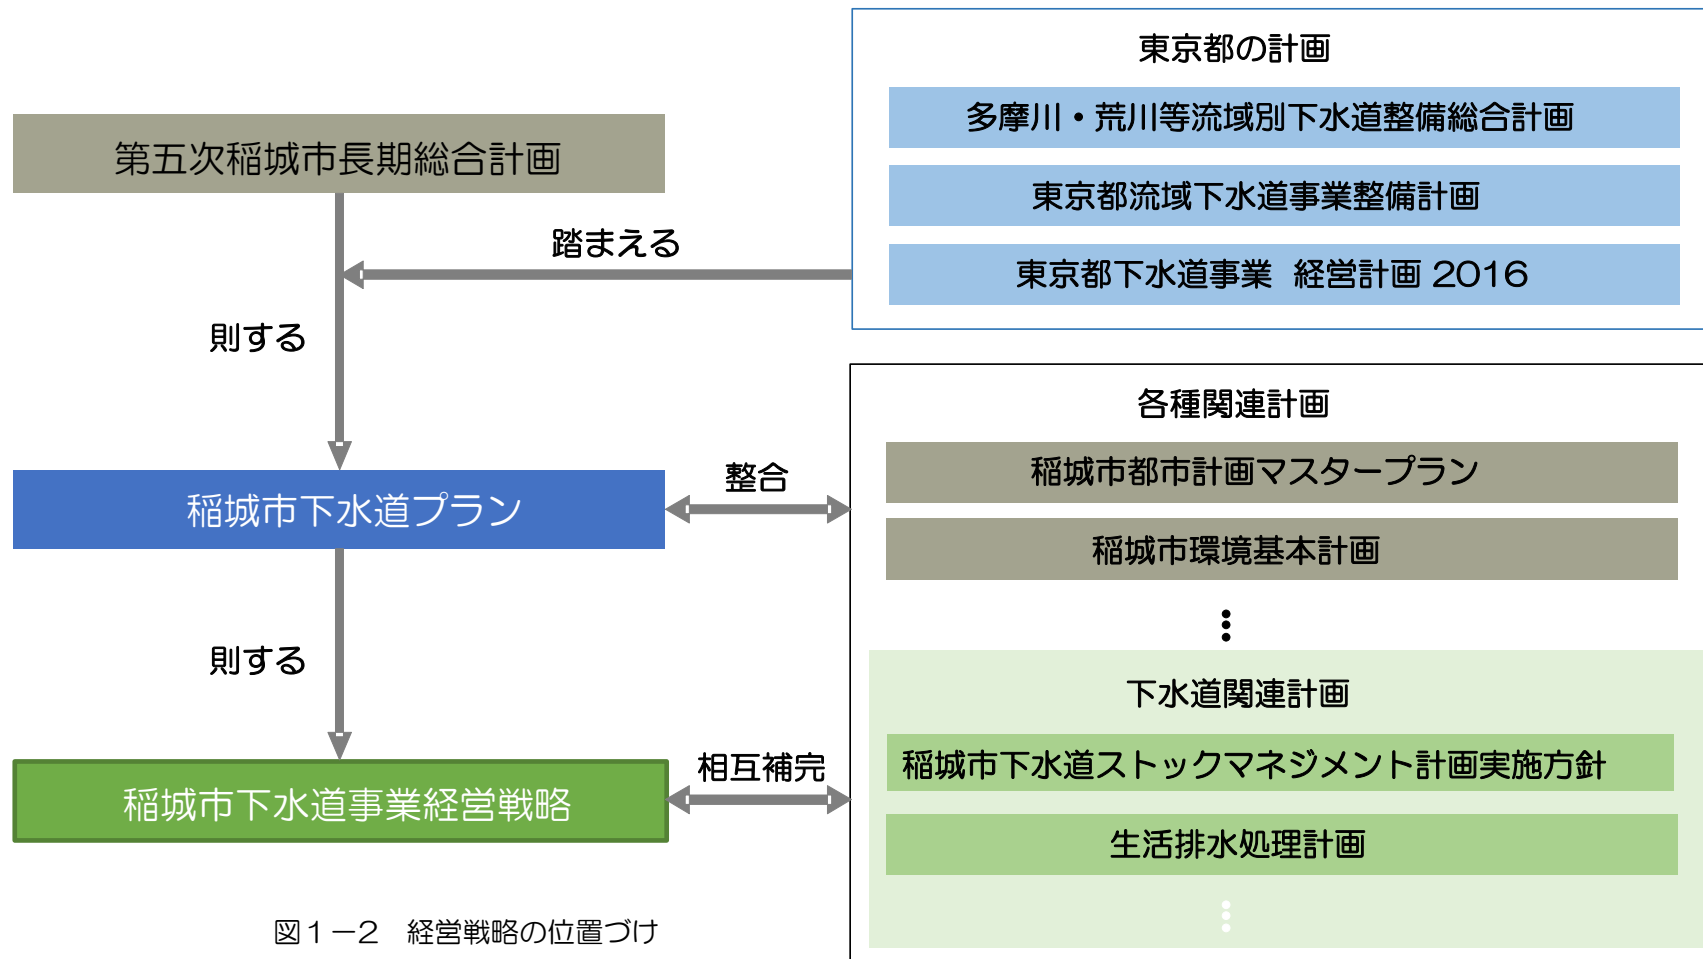 東京都の計画
多摩川・荒川等流域別下水道整備総合計画
東京都流域下水道事業整備計画
東京都下水道事業 経営計画 2016
第五次稲城市長期総合計画
踏まえる
則する
稲城市下水道プラン
整合
則する
稲城市下水道事業経営戦略
相互補完
各種関連計画
稲城市都市計画マスタープラン
稲城市環境基本計画
下水道関連計画
稲城市下水道ストックマネジメント計画実施方針
生活排水処理計画
図1-2 経営戦略の位置づけ